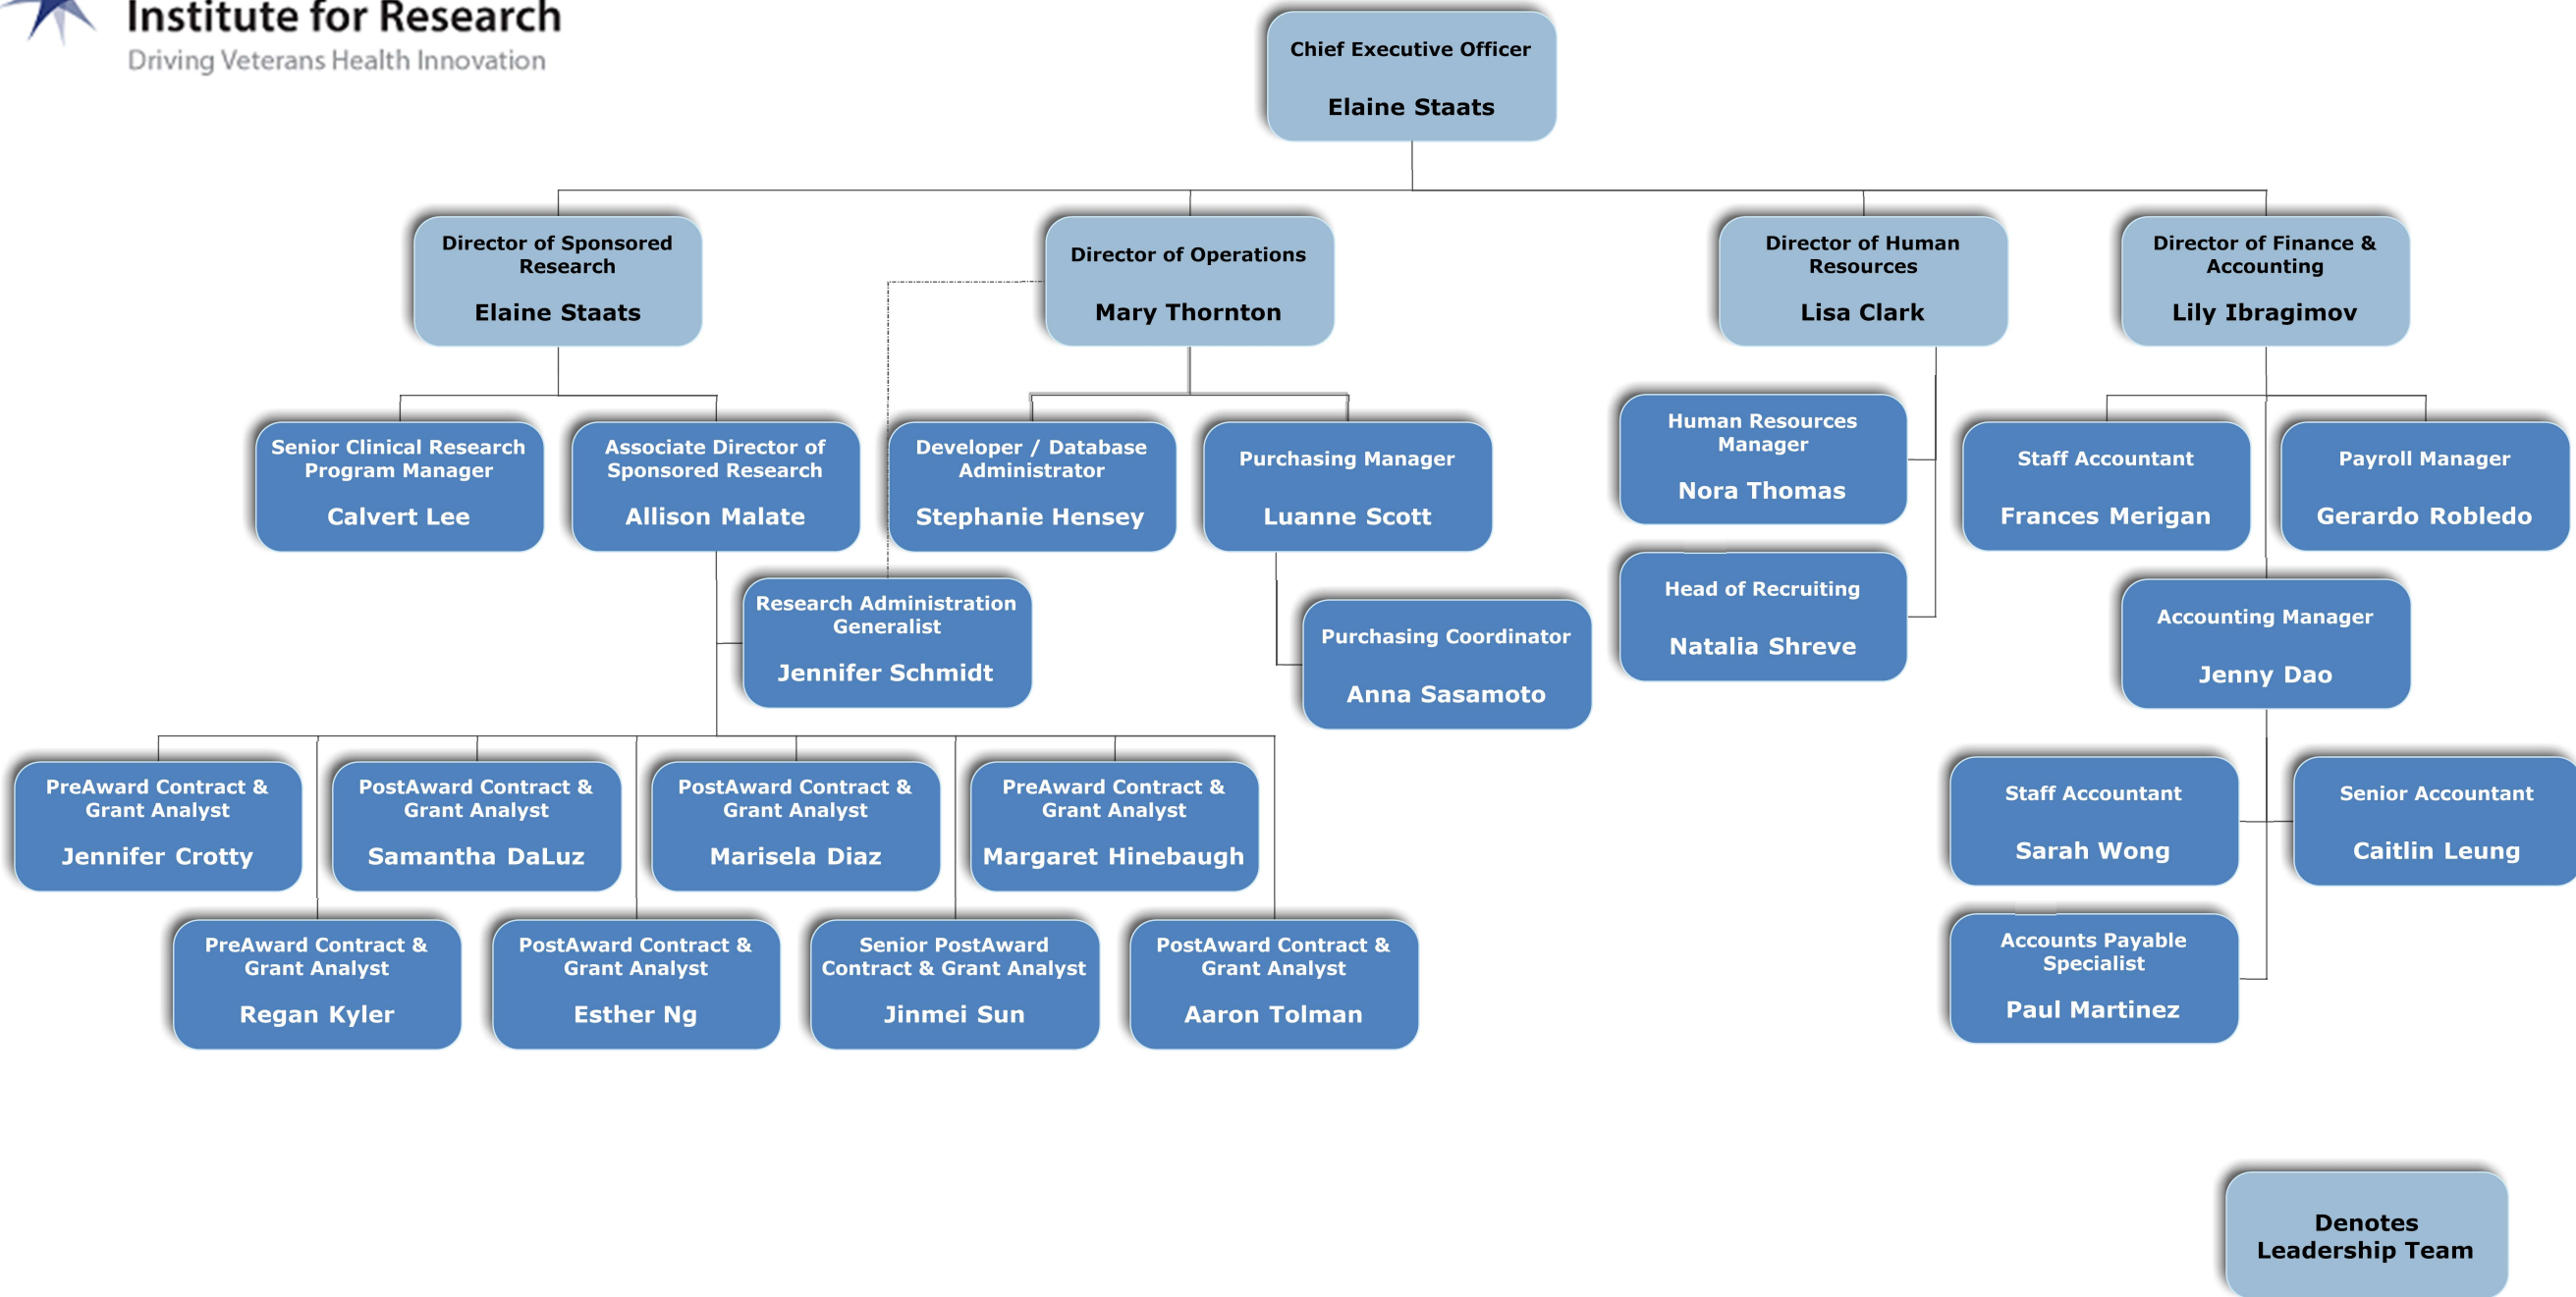 Institute for Research
Driving Veterans Health Innovation
Chief Executive Officer
Elaine Staats
Director of Sponsored
Research
Elaine Staats
Director of Operations
Mary Thornton
Director of Human
Resources
Lisa Clark
Director of Finance &
Accounting
Lily Ibragimov
Senior Clinical Research
Program Manager
Calvert Lee
Associate Director of
Sponsored Research
Allison Malate
Developer / Database
Administrator
Stephanie Hensey
Purchasing Manager
Luanne Scott
Human Resources
Manager
Nora Thomas
Staff Accountant
Frances Merigan
Payroll Manager
Gerardo Robledo
Research Administration
Generalist
Jennifer Schmidt
Purchasing Coordinator
Anna Sasamoto
Head of Recruiting
Natalia Shreve
Accounting Manager
Jenny Dao
PreAward Contract &
Grant Analyst
Jennifer Crotty
PostAward Contract &
Grant Analyst
Samantha DaLuz
PostAward Contract &
Grant Analyst
Marisela Diaz
PreAward Contract &
Grant Analyst
Margaret Hinebaugh
Staff Accountant
Sarah Wong
Senior Accountant
Caitlin Leung
PreAward Contract &
Grant Analyst
Regan Kyler
PostAward Contract &
Grant Analyst
Esther Ng
Senior PostAward
Contract & Grant Analyst
Jinmei Sun
PostAward Contract &
Grant Analyst
Aaron Tolman
Accounts Payable
Specialist
Paul Martinez
Denotes
Leadership Team